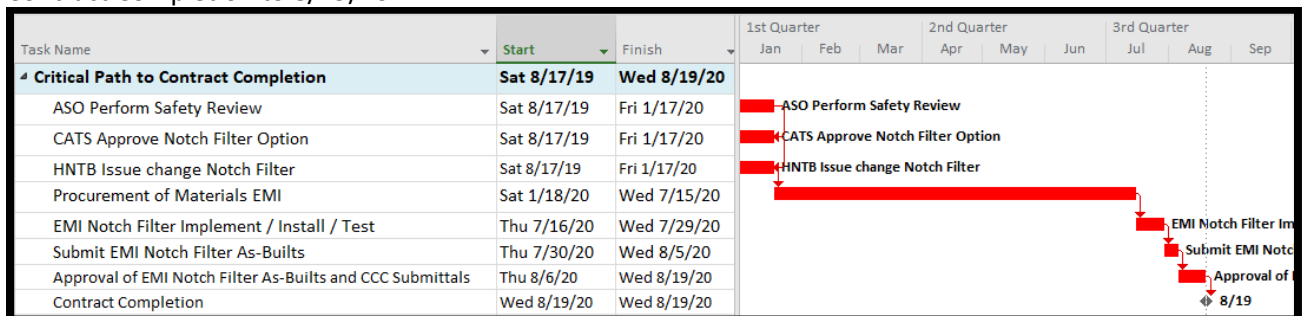 1st Quarter 2nd Quarter 3rd Quarter
Task Name Start Finish Jan Feb Mar Apr May Jun Jul Aug Sep
Critical Path to Contract Completion Sat 8/17/19 Wed 8/19/20
ASO Perform Safety Review Sat 8/17/19 Fri 1/17/20 ASO Perform Safety Review
CATS Approve Notch Filter Option Sat 8/17/19 Fri 1/17/20 CATS Approve Notch Filter Option
HNTB Issue change Notch Filter Sat 8/17/19 Fri 1/17/20 HNTB Issue change Notch Filter
Procurement of Materials EMI Sat 1/18/20 Wed 7/15/20
EMI Notch Filter Implement / Install / Test Thu 7/16/20 Wed 7/29/20 EMI Notch Filter Im
Submit EMI Notch Filter As-Builts Thu 7/30/20 Wed 8/5/20 Submit EMI Notc
Approval of EMI Notch Filter As-Builts and CCC Submittals Thu 8/6/20 Wed 8/19/20 Approval of
Contract Completion Wed 8/19/20 Wed 8/19/20 8/19